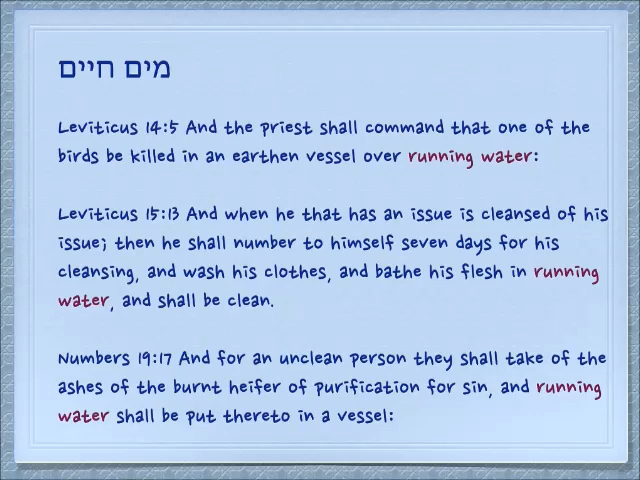 מים חיים
Leviticus 14:5 And the priest shall command that one of the
birds be killed in an earthen vessel over running water:
Leviticus 15:13 And when he that has an issue is cleansed of his
issue; then he shall number to himself seven days for his
cleansing, and wash his clothes, and bathe his flesh in running
water, and shall be clean.
Numbers 19:17 And for an unclean person they shall take of the
ashes of the burnt heifer of purification for sin, and running
water shall be put thereto in a vessel: